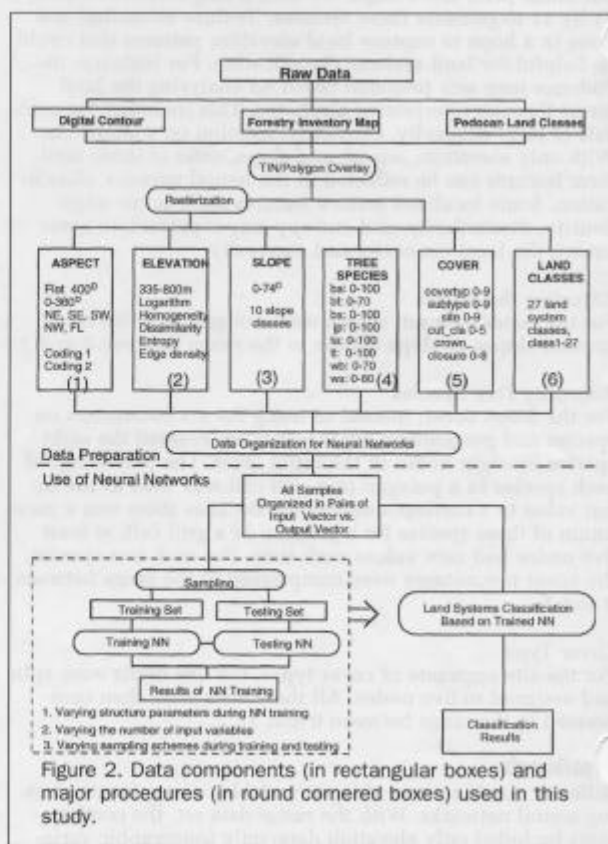 Raw Data
Digital Contour
Forestry Inventory Map
Pedocan Land Classes
TIN/Polygon Overlay
Rasterization
ASPECT
Flat 400D
0-360D
NE, SE, SW
NW, FL
Coding 1
Coding 2
(1)
ELEVATION
335-800m
Logarithm
Homogeneity
Dissimilarity
Entropy
Edge density
(2)
SLOPE
0-74D
10 slope
classes
(3)
TREE
SPECIES
ba: 0-100
bf: 0-70
bs: 0-100
jp: 0-100
ta: 0-100
tl: 0-100
wb: 0-70
ws: 0-60
(4)
COVER
covertyp 0-9
subtype 0-9
site 0-9
cut_cla 0-5
crown_
closure 0-8
(5)
LAND
CLASSES
27 land
system
classes,
class1-27
(6)
Data Organization for Neural Networks
Data Preparation
Use of Neural Networks
All Samples
Organized in Pairs of
Input Vector vs.
Output Vector
Sampling
Training Set
Testing Set
Training NN
Testing NN
Results of NN Training
1. Varying structure parameters during NN training
2. Varying the number of input variables
3. Varying sampling schemes during training and testing
Land Systems Classification
Based on Trained NN
Classification
Results
Figure 2. Data components (in rectangular boxes) and
major procedures (in round cornered boxes) used in this
study.